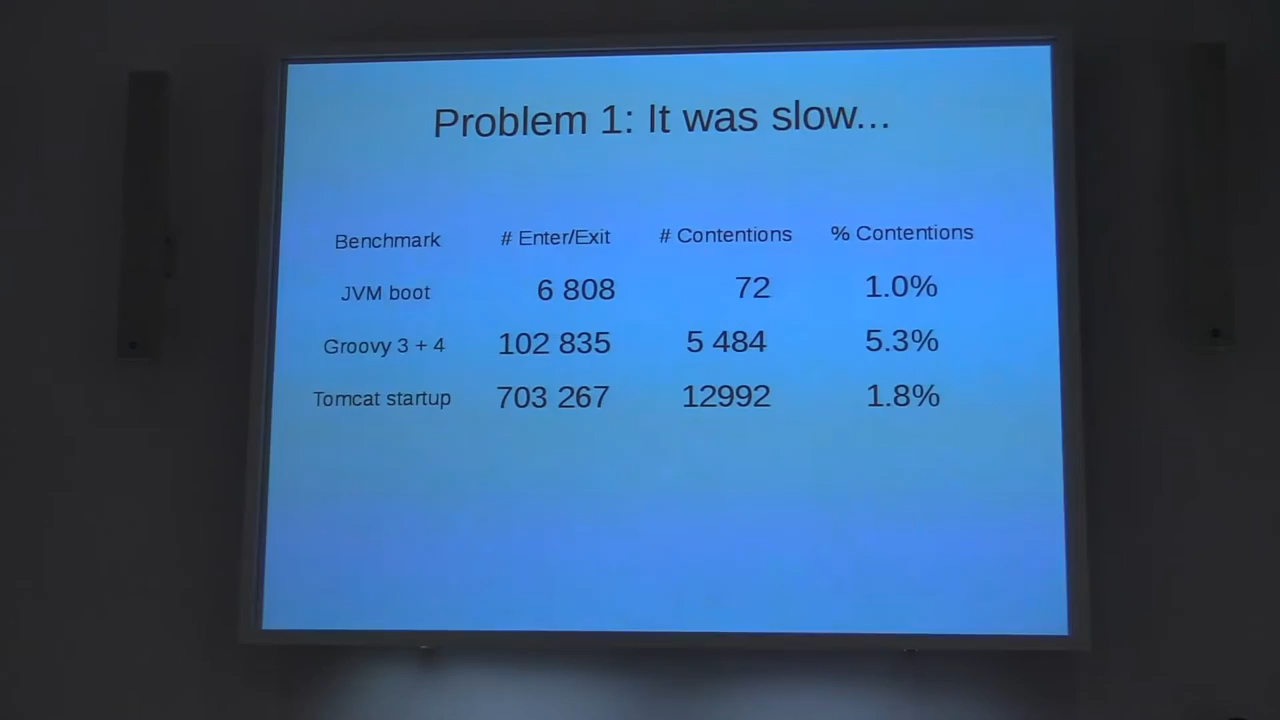 Problem 1: It was slow...
Benchmark # Enter/Exit # Contentions % Contentions
JVM boot 6 808 72 1.0%
Groovy 3 + 4 102 835 5 484 5.3%
Tomcat startup 703 267 12992 1.8%